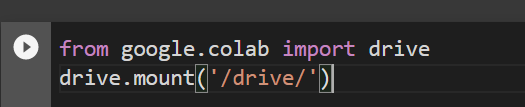 from google.colab import drive
drive.mount('/drive/')